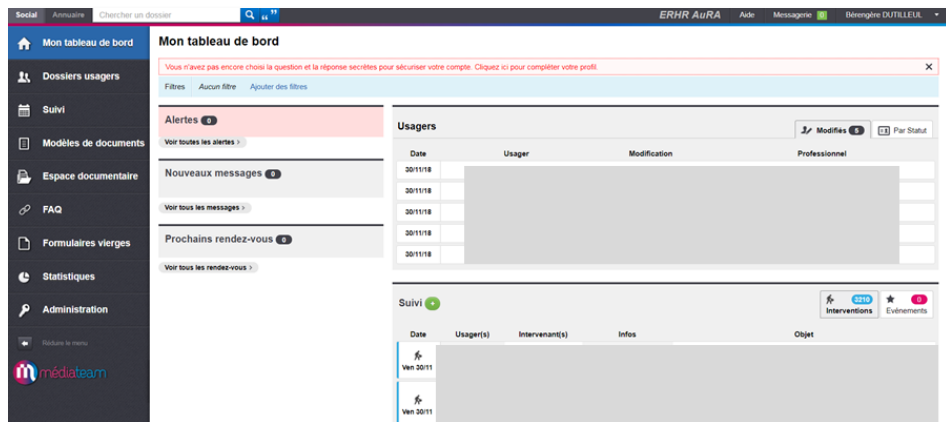 Social Annuaire Chercher un dossier ERHR AuRA Aide Messagerie 0 Bérengère DUTILLEUL
Mon tableau de bord
Dossiers usagers
Suivi
Modèles de documents
Espace documentaire
FAQ
Formulaires vierges
Statistiques
Administration
Réduire le menu
médiateam
Mon tableau de bord
Vous n'avez pas encore choisi la question et la réponse secrètes pour sécuriser votre compte. Cliquez ici pour compléter votre profil.
Filtres Aucun filtre Ajouter des filtres
Alertes 0
Voir toutes les alertes >
Nouveaux messages 0
Voir tous les messages >
Prochains rendez-vous 0
Voir tous les rendez-vous >
Usagers Modifiés 5 Par Statut
Date Usager Modification Professionnel
30/11/18
30/11/18
30/11/18
30/11/18
30/11/18
Suivi + 2210 Interventions 0 Evènements
Date Usager(s) Intervenant(s) Infos Objet
Ven 30/11
Ven 30/11